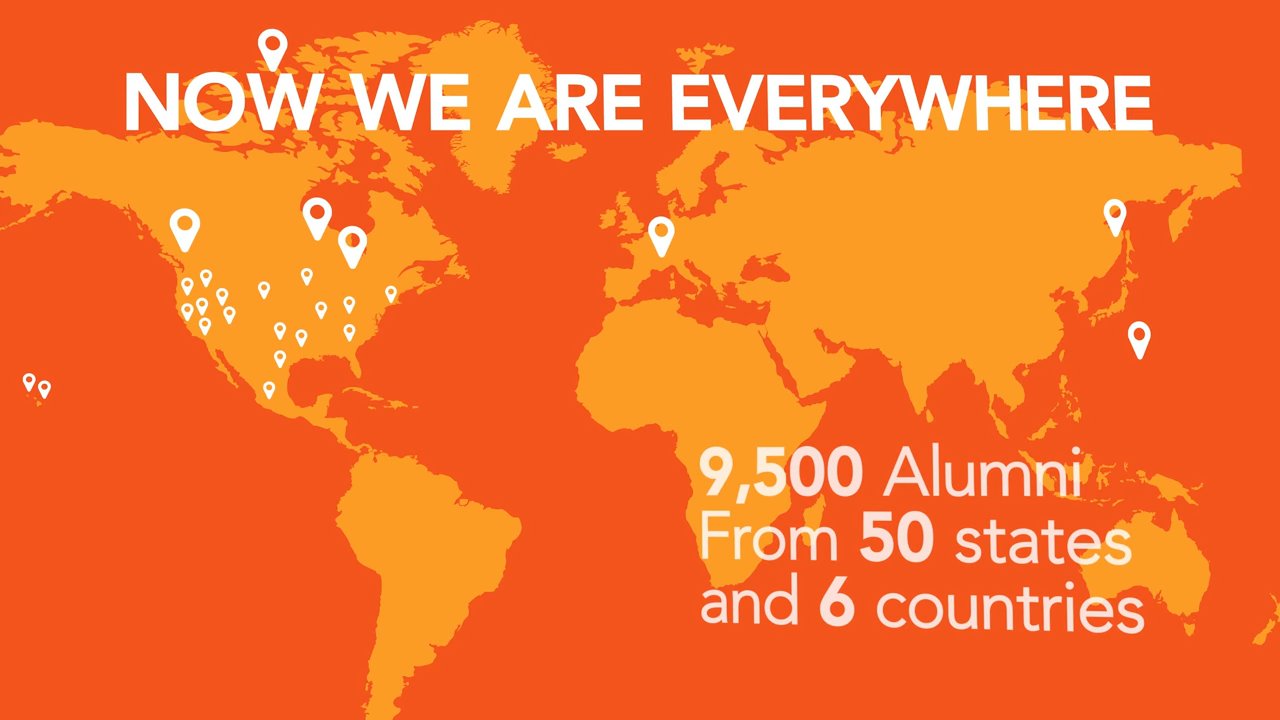 NOW WE ARE EVERYWHERE
9,500 Alumni
From 50 states
and 6 countries